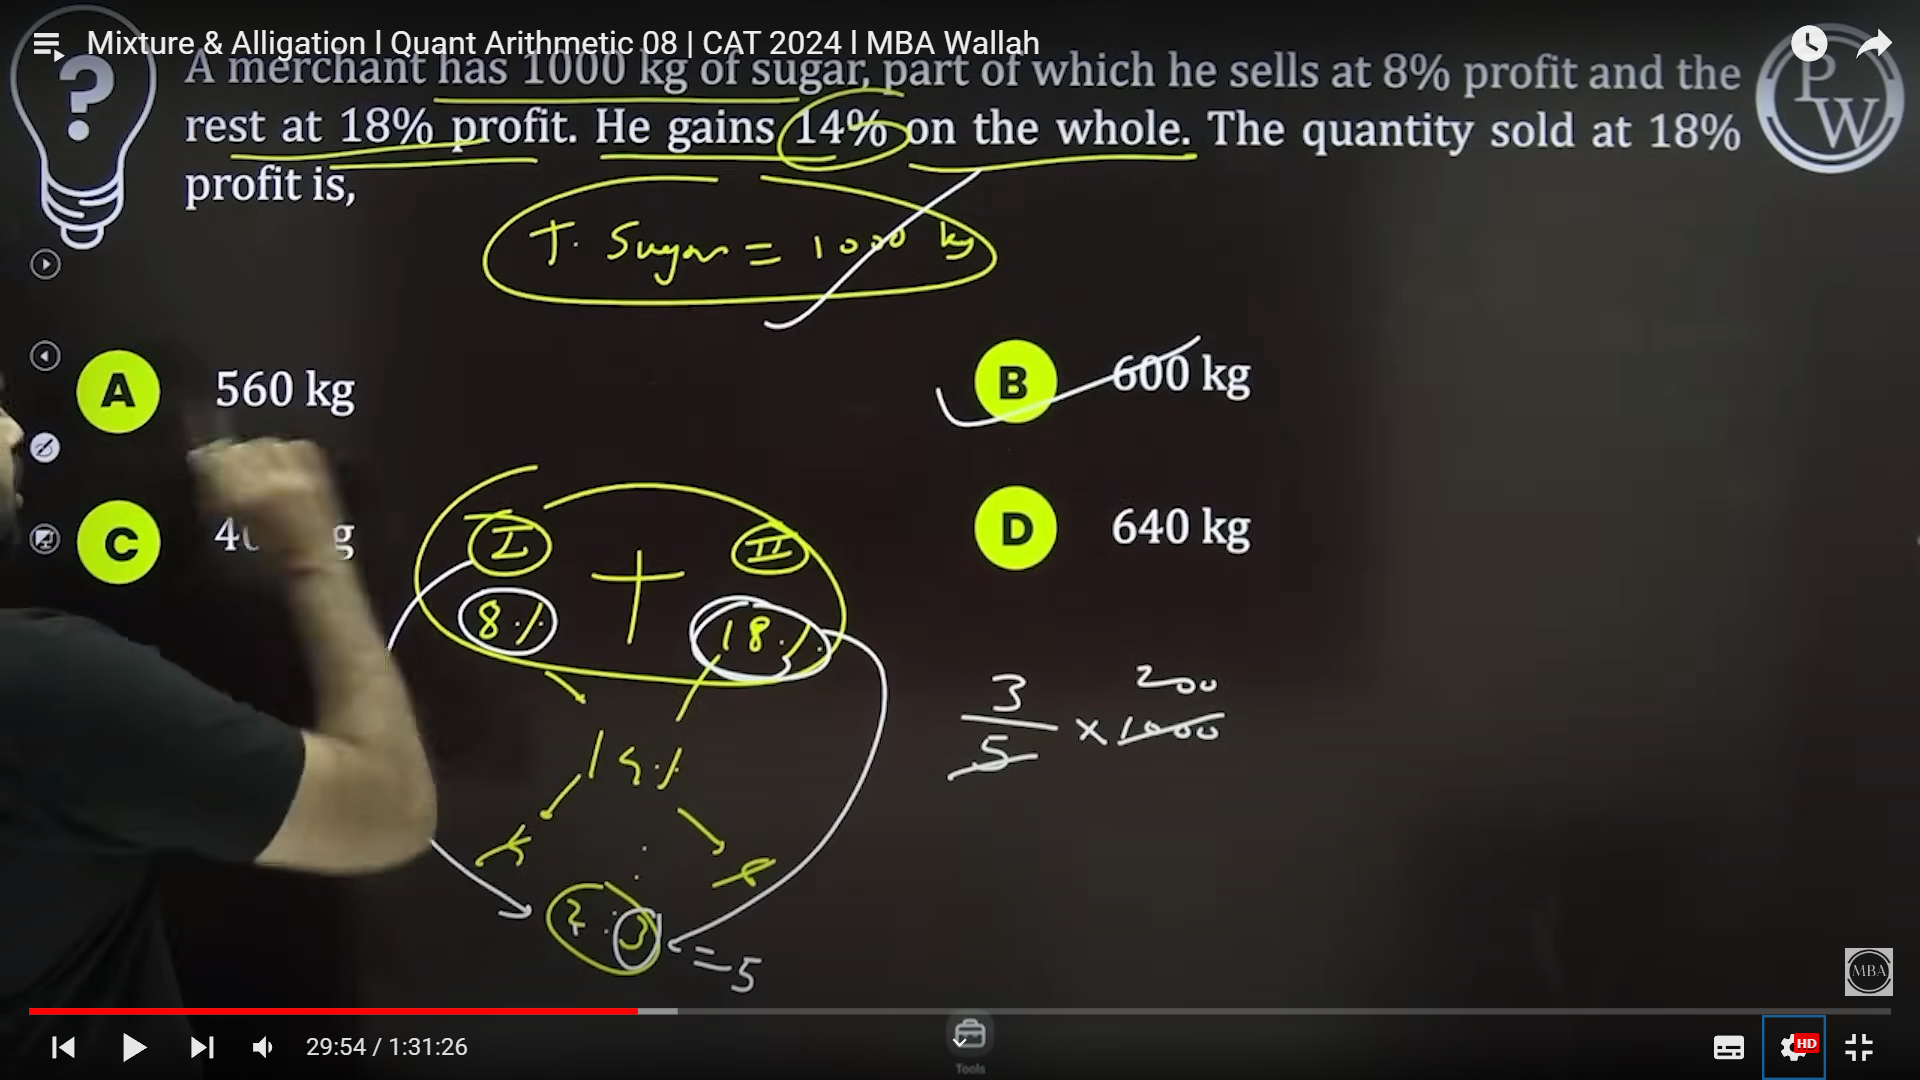 Mixture & Alligation l Quant Arithmetic 08 | CAT 2024 l MBA Wallah
A merchant has 1000 kg of sugar, part of which he sells at 8% profit and the
rest at 18% profit. He gains 14% on the whole. The quantity sold at 18%
profit is,
P
W
T. Sugar = 1000 kg
A 560 kg
B 600 kg
C
D 640 kg
I + II
8% 18%
14%
2 : 3 = 5
3/5 × 1000
200
MBA
29:54 / 1:31:26
Tools
HD